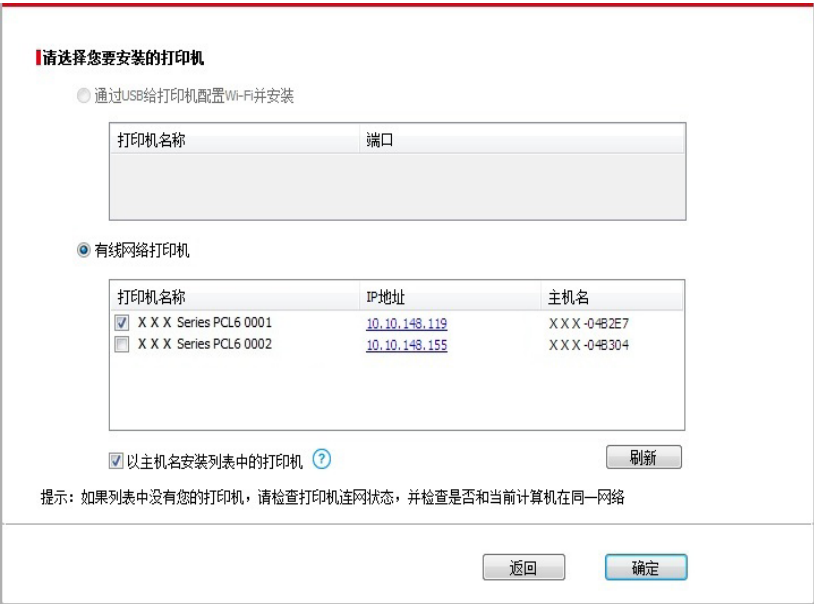 请选择您要安装的打印机
通过USB给打印机配置Wi-Fi并安装
打印机名称 端口
有线网络打印机
打印机名称 IP地址 主机名
X X X Series PCL6 0001 10.10.148.119 X X X -04B2E7
X X X Series PCL6 0002 10.10.148.155 X X X -04B304
以主机名安装列表中的打印机 ? 刷新
提示：如果列表中没有您的打印机，请检查打印机连网状态，并检查是否和当前计算机在同一网络
返回 确定